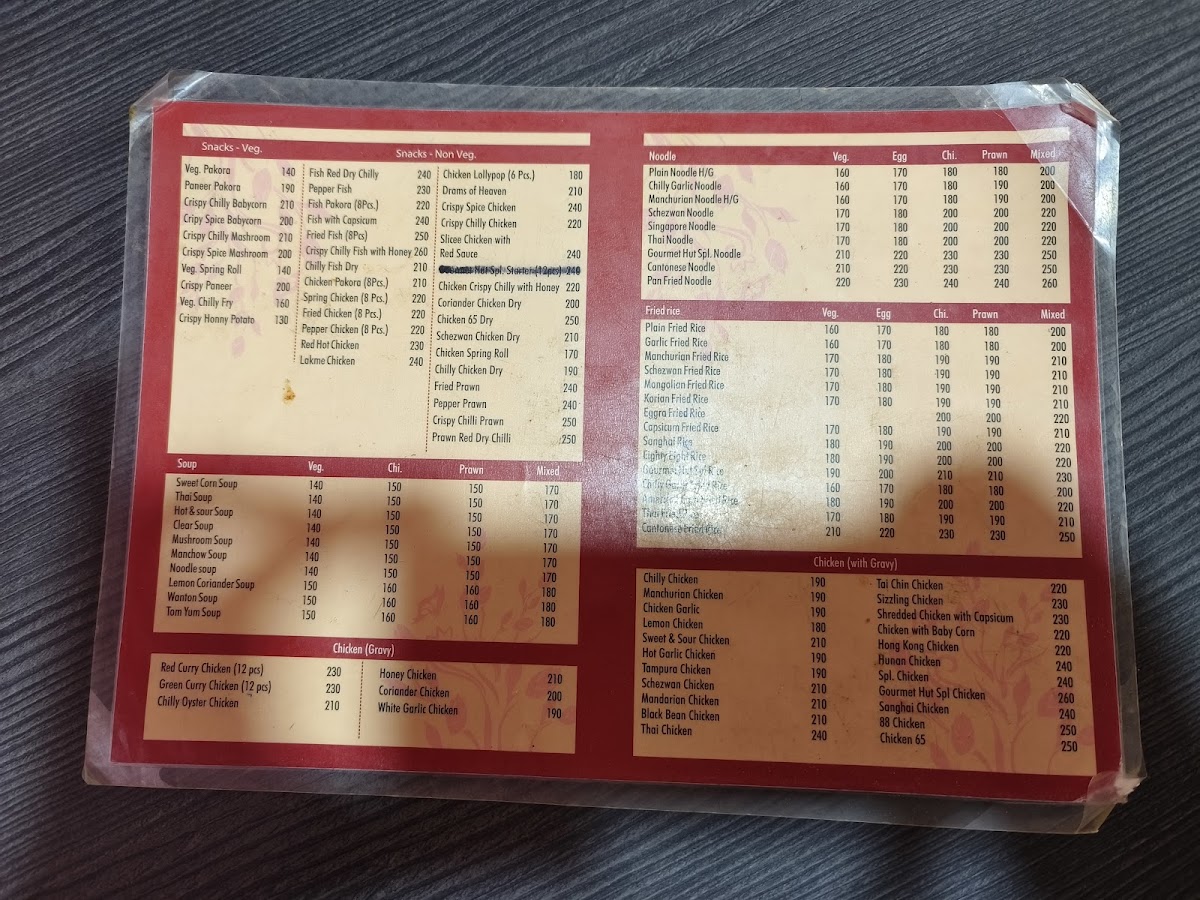 Snacks - Veg.
Veg. Pakora 140
Paneer Pakora 190
Crispy Chilly Babycorn 210
Crispy Spice Babycorn 200
Crispy Chilly Mashroom 210
Crispy Spice Mashroom 200
Veg. Spring Roll 140
Crispy Paneer 200
Veg. Chilly Fry 160
Crispy Honny Potato 130
Snacks - Non Veg.
Fish Red Dry Chilly 240
Pepper Fish 230
Fish Pakora (8Pcs.) 220
Fish with Capsicum 240
Fried Fish (8Pcs) 250
Crispy Chilly Fish with Honey 260
Chilly Fish Dry 210
Chicken Pakora (8Pcs.) 210
Spring Chicken (8 Pcs.) 220
Fried Chicken (8 Pcs.) 220
Pepper Chicken (8 Pcs.) 220
Red Hot Chicken 230
Lakme Chicken 240
Chicken Lollypop (6 Pcs.) 180
Drams of Heaven 210
Crispy Spice Chicken 240
Crispy Chilly Chicken 220
Slicee Chicken with
Red Sauce 240
Hut Spl. Starter (12pcs) 240
Chicken Crispy Chilly with Honey 220
Coriander Chicken Dry 200
Chicken 65 Dry 250
Schezwan Chicken Dry 210
Chicken Spring Roll 170
Chilly Chicken Dry 190
Fried Prawn 240
Pepper Prawn 240
Crispy Chilli Prawn 250
Prawn Red Dry Chilli 250
Soup Veg. Chi. Prawn Mixed
Sweet Corn Soup 140 150 150 170
Thai Soup 140 150 150 170
Hot & sour Soup 140 150 150 170
Clear Soup 140 150 150 170
Mushroom Soup 140 150 150 170
Manchow Soup 140 150 150 170
Noodle soup 140 150 150 170
Lemon Coriander Soup 150 160 160 180
Wanton Soup 150 160 160 180
Tom Yum Soup 150 160 160 180
Chicken (Gravy)
Red Curry Chicken (12 pcs) 230
Green Curry Chicken (12 pcs) 230
Chilly Oyster Chicken 210
Honey Chicken 210
Coriander Chicken 200
White Garlic Chicken 190
Noodle Veg. Egg Chi. Prawn Mixed
Plain Noodle H/G 160 170 180 180 200
Chilly Garlic Noodle 160 170 180 190 200
Manchurian Noodle H/G 160 170 180 190 200
Schezwan Noodle 170 180 200 200 220
Singapore Noodle 170 180 200 200 220
Thai Noodle 170 180 200 200 220
Gourmet Hut Spl. Noodle 210 220 230 230 250
Cantonese Noodle 210 220 230 230 250
Pan Fried Noodle 220 230 240 240 260
Fried rice Veg. Egg Chi. Prawn Mixed
Plain Fried Rice 160 170 180 180 200
Garlic Fried Rice 160 170 180 180 200
Manchurian Fried Rice 170 180 190 190 210
Schezwan Fried Rice 170 180 190 190 210
Mangolian Fried Rice 170 180 190 190 210
Korian Fried Rice 170 180 190 190 210
Eggra Fried Rice 200 200 220
Capsicum Fried Rice 170 180 190 190 210
Sanghai Rice 180 190 200 200 220
Eighty Eight Rice 180 190 200 200 220
Gourmet Hut Spl Rice 190 200 210 210 230
Chilly Garlic Rice 160 170 180 180 200
Rice 180 190 200 200 220
Thai 170 180 190 190 210
Cantonese Fried Rice 210 220 230 230 250
Chicken (with Gravy)
Chilly Chicken 190
Manchurian Chicken 190
Chicken Garlic 190
Lemon Chicken 180
Sweet & Sour Chicken 210
Hot Garlic Chicken 190
Tampura Chicken 190
Schezwan Chicken 210
Mandarian Chicken 210
Black Bean Chicken 210
Thai Chicken 240
Tai Chin Chicken 220
Sizzling Chicken 230
Shredded Chicken with Capsicum 230
Chicken with Baby Corn 220
Hong Kong Chicken 220
Hunan Chicken 240
Spl. Chicken 240
Gourmet Hut Spl Chicken 260
Sanghai Chicken 240
88 Chicken 250
Chicken 65 250